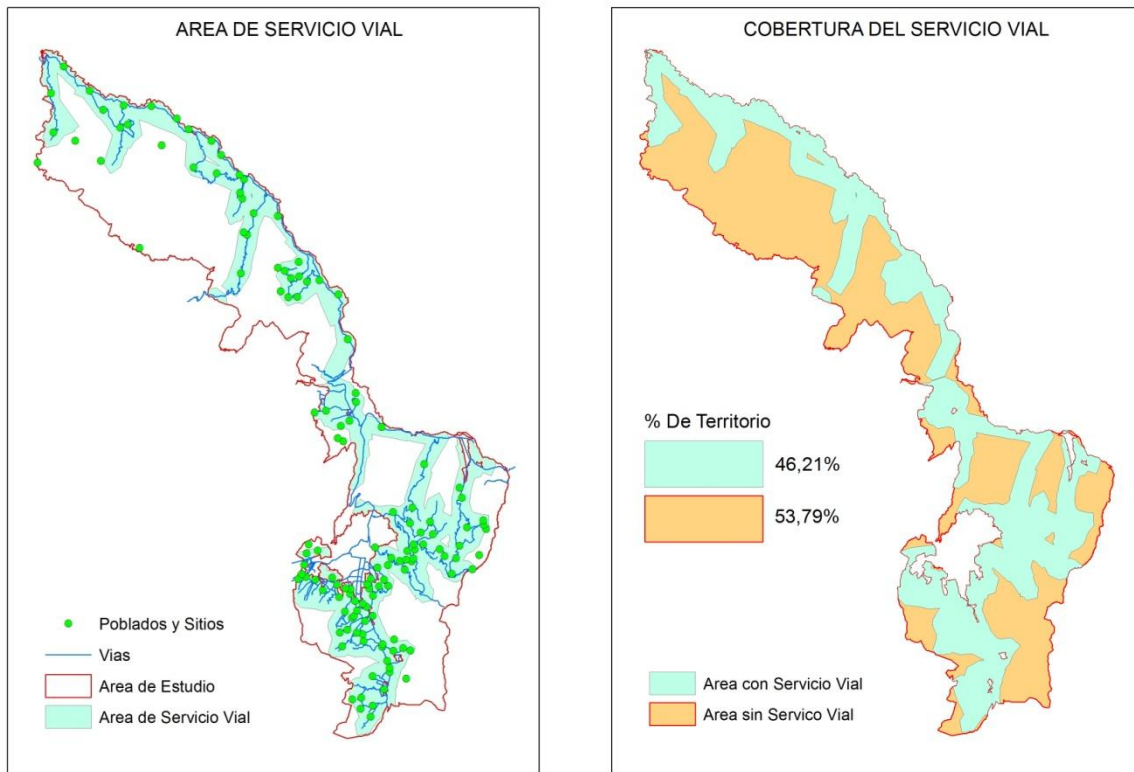 AREA DE SERVICIO VIAL
Poblados y Sitios
Vias
Area de Estudio
Area de Servicio Vial
COBERTURA DEL SERVICIO VIAL
% De Territorio
46,21%
53,79%
Area con Servicio Vial
Area sin Servico Vial